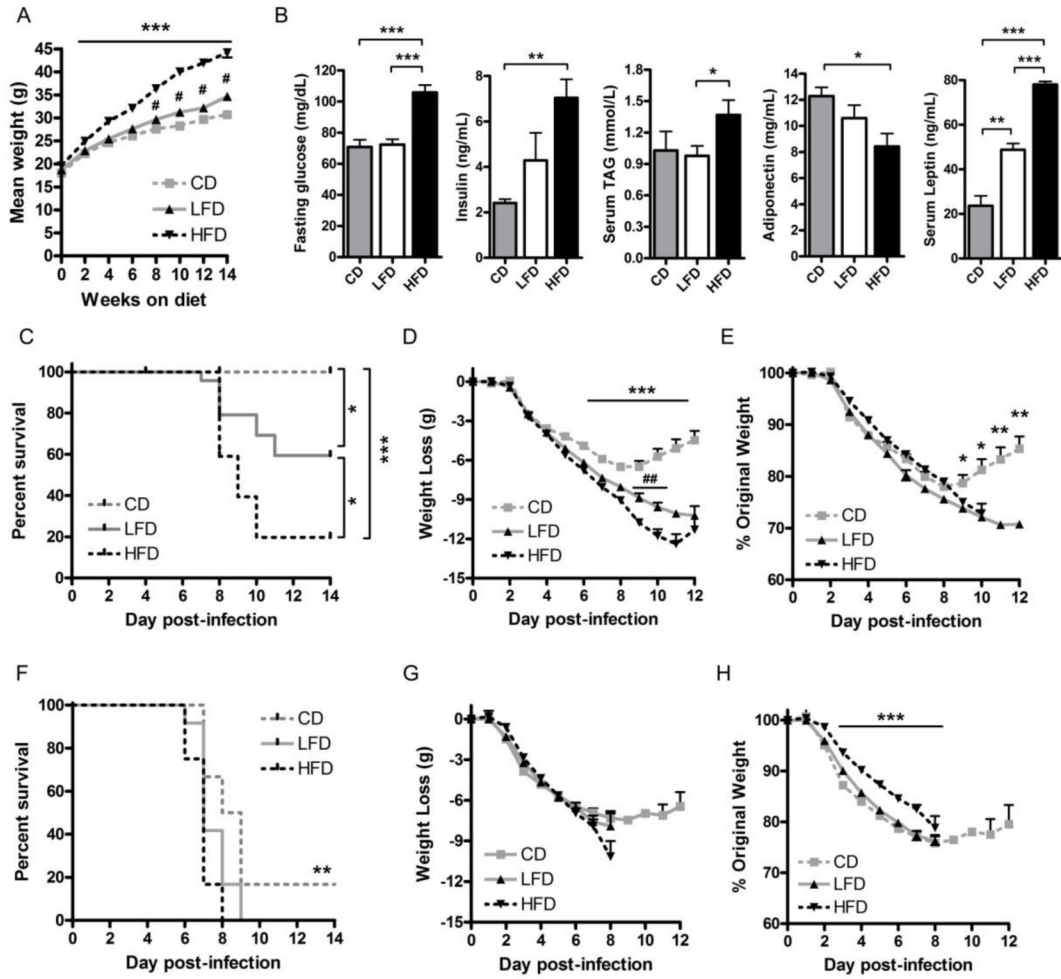 A
***
Mean weight (g)
45
40
35
30
25
20
15
10
5
0
# # # #
CD
LFD
HFD
0 2 4 6 8 10 12 14
Weeks on diet
B
***
***
Fasting glucose (mg/dL)
120
100
80
60
40
20
0
CD LFD HFD
**
Insulin (ng/mL)
8
6
4
2
0
CD LFD HFD
*
Serum TAG (mmol/L)
1.8
1.5
1.2
0.9
0.6
0.3
0.0
CD LFD HFD
*
Adiponectin (mg/mL)
14
12
10
8
6
4
2
0
CD LFD HFD
***
***
**
Serum Leptin (ng/mL)
80
60
40
20
0
CD LFD HFD
C
Percent survival
100
80
60
40
20
0
CD
LFD
HFD
*
*
***
0 2 4 6 8 10 12 14
Day post-infection
D
Weight Loss (g)
0
-3
-6
-9
-12
-15
***
##
CD
LFD
HFD
0 2 4 6 8 10 12
Day post-infection
E
% Original Weight
100
90
80
70
60
* * ** **
CD
LFD
HFD
0 2 4 6 8 10 12
Day post-infection
F
Percent survival
100
80
60
40
20
0
CD
LFD
HFD
**
0 2 4 6 8 10 12 14
Day post-infection
G
Weight Loss (g)
0
-3
-6
-9
-12
-15
CD
LFD
HFD
0 2 4 6 8 10 12
Day post-infection
H
% Original Weight
100
90
80
70
60
***
CD
LFD
HFD
0 2 4 6 8 10 12
Day post-infection